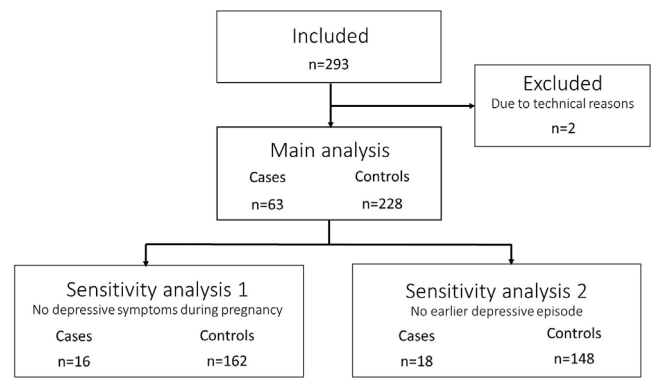 Included
n=293
Excluded
Due to technical reasons
n=2
Main analysis
Cases Controls
n=63 n=228
Sensitivity analysis 1
No depressive symptoms during pregnancy
Cases Controls
n=16 n=162
Sensitivity analysis 2
No earlier depressive episode
Cases Controls
n=18 n=148